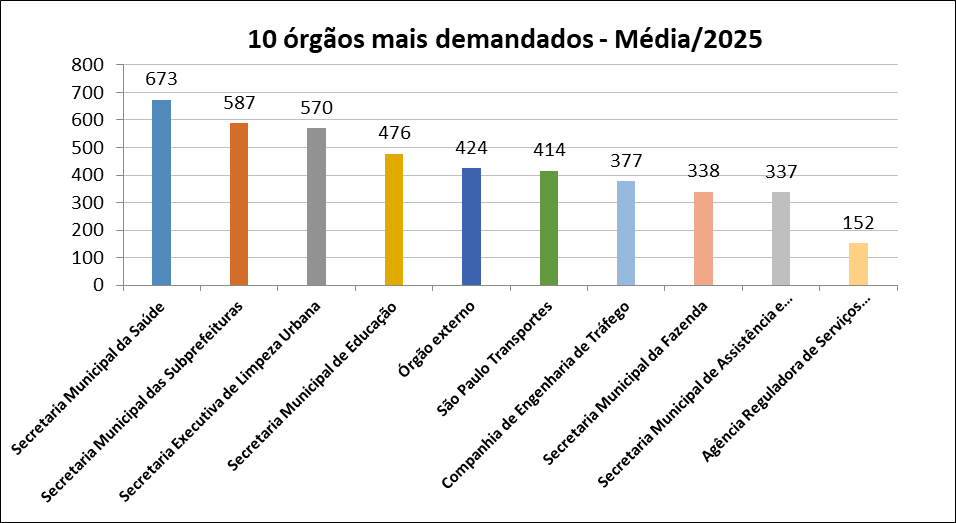 10 órgãos mais demandados - Média/2025
800
700
600
500
400
300
200
100
0
673
587
570
476
424
414
377
338
337
152
Secretaria Municipal da Saúde
Secretaria Municipal das Subprefeituras
Secretaria Executiva de Limpeza Urbana
Secretaria Municipal de Educação
Órgão externo
São Paulo Transportes
Companhia de Engenharia de Tráfego
Secretaria Municipal da Fazenda
Secretaria Municipal de Assistência e...
Agência Reguladora de Serviços...